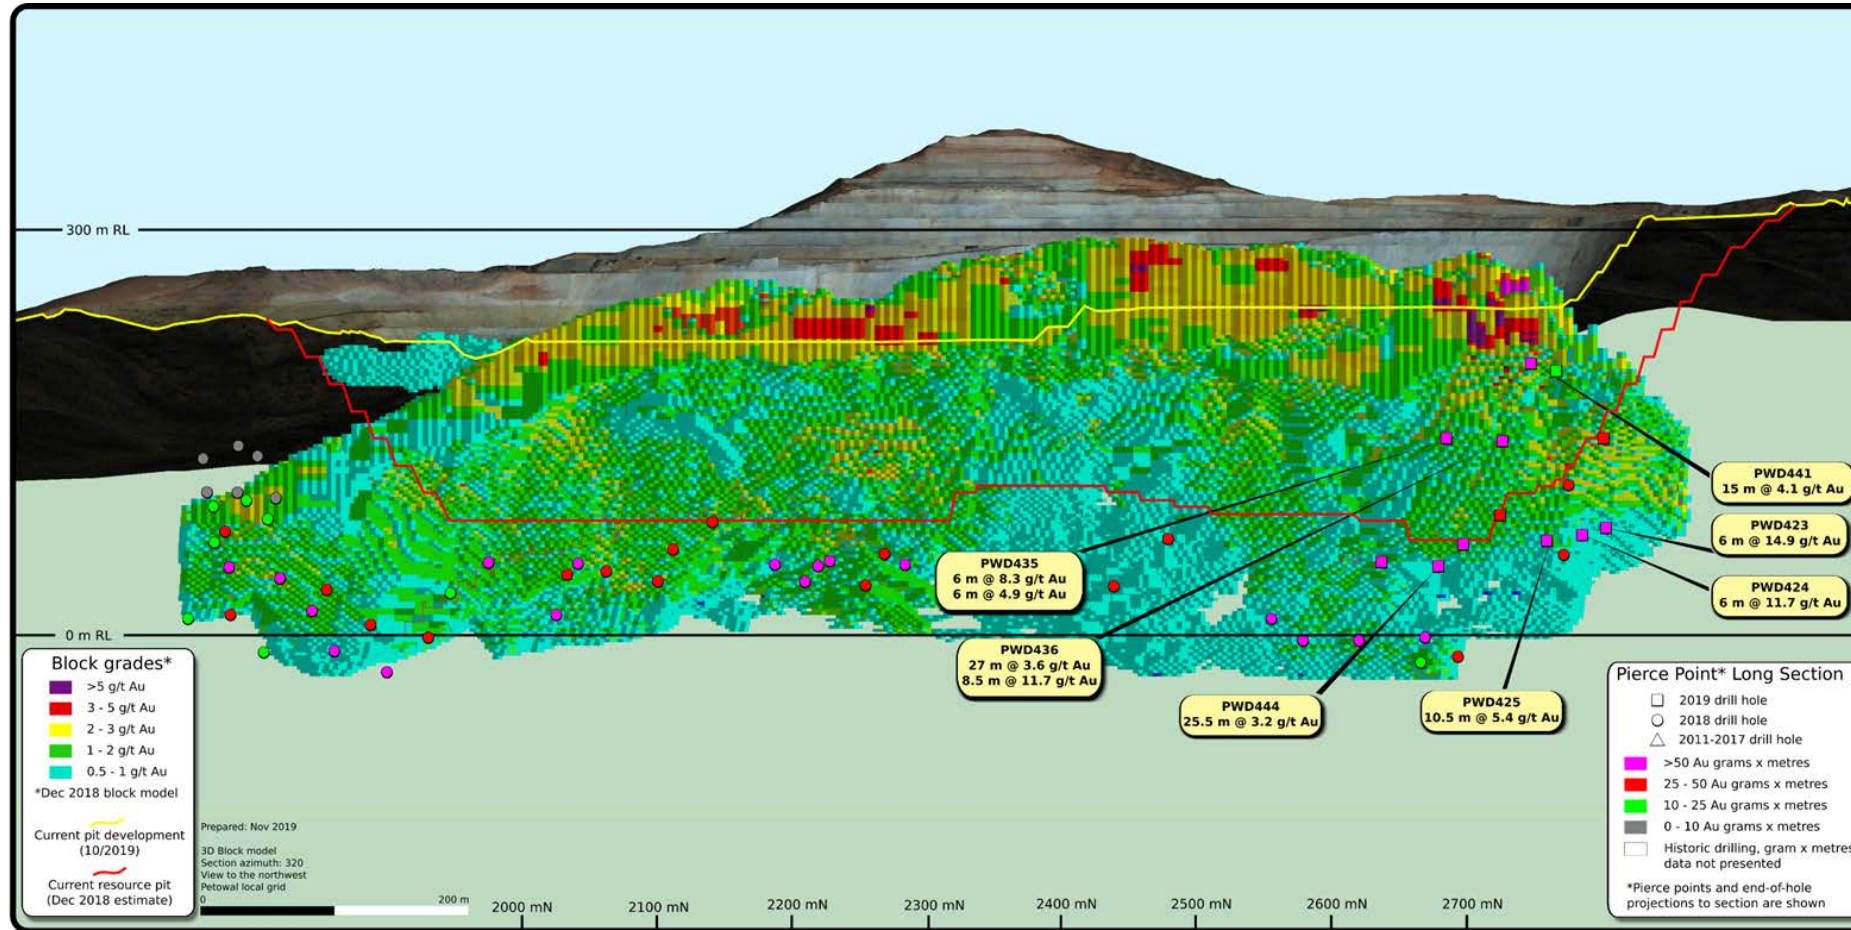 300 m RL
0 m RL
PWD441
15 m @ 4.1 g/t Au
PWD423
6 m @ 14.9 g/t Au
PWD424
6 m @ 11.7 g/t Au
PWD435
6 m @ 8.3 g/t Au
6 m @ 4.9 g/t Au
PWD436
27 m @ 3.6 g/t Au
8.5 m @ 11.7 g/t Au
PWD444
25.5 m @ 3.2 g/t Au
PWD425
10.5 m @ 5.4 g/t Au
Block grades*
>5 g/t Au
3 - 5 g/t Au
2 - 3 g/t Au
1 - 2 g/t Au
0.5 - 1 g/t Au
*Dec 2018 block model
Current pit development
(10/2019)
Current resource pit
(Dec 2018 estimate)
Prepared: Nov 2019
3D Block model
Section azimuth: 320
View to the northwest
Petowal local grid
0 200 m
2000 mN 2100 mN 2200 mN 2300 mN 2400 mN 2500 mN 2600 mN 2700 mN
Pierce Point* Long Section
2019 drill hole
2018 drill hole
2011-2017 drill hole
>50 Au grams x metres
25 - 50 Au grams x metres
10 - 25 Au grams x metres
0 - 10 Au grams x metres
Historic drilling, gram x metres
data not presented
*Pierce points and end-of-hole
projections to section are shown